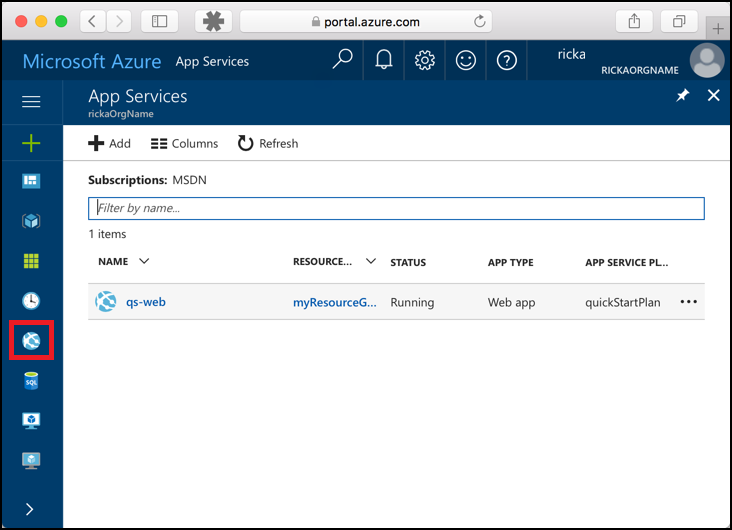 portal.azure.com
Microsoft Azure App Services
ricka
RICKAORGNAME
App Services
rickaOrgName
Add Columns Refresh
Subscriptions: MSDN
Filter by name...
1 items
NAME RESOURCE... STATUS APP TYPE APP SERVICE PL...
qs-web myResourceG... Running Web app quickStartPlan
SQL